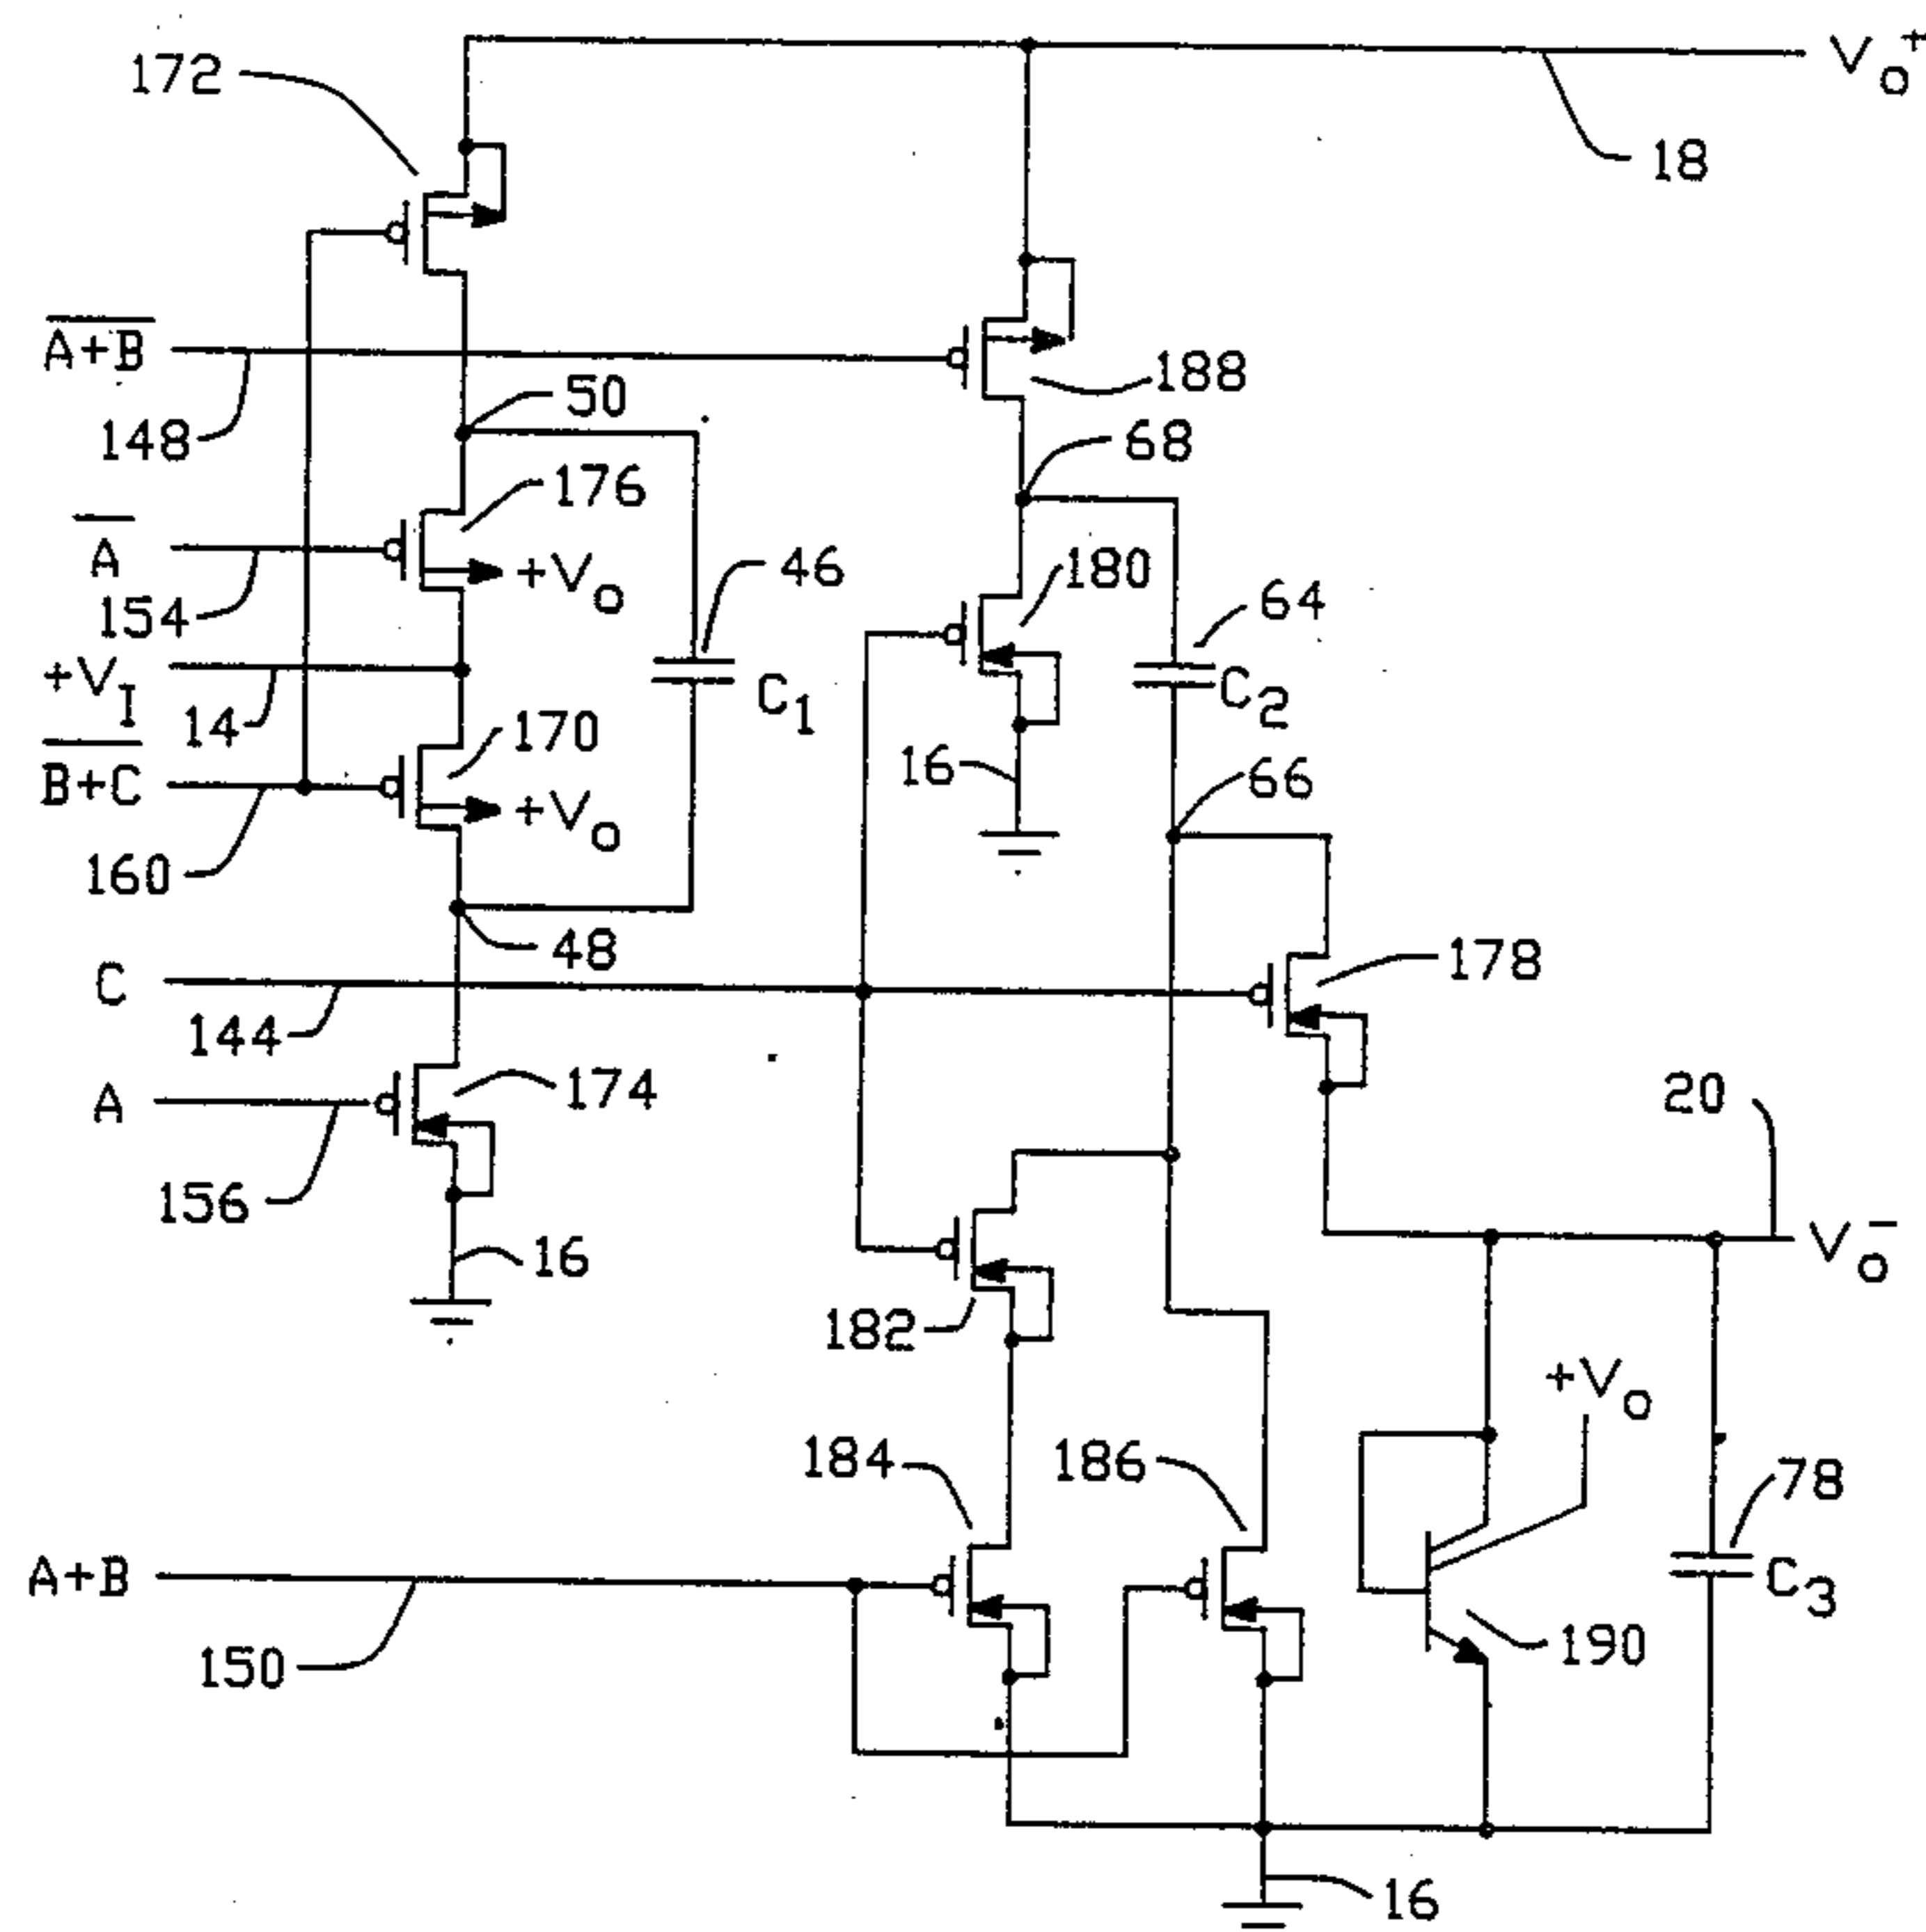 V₀⁺
172
18
A̅+̅B̅
188
148
50
68
176
A̅
+V₀
46
180
64
154
+V_I
14
C₁
C₂
170
B̅+̅C̅
+V₀
16
66
160
48
C
178
144
A
174
20
156
16
V₀⁻
182
+V₀
184
186
78
A+B
C₃
190
150
16